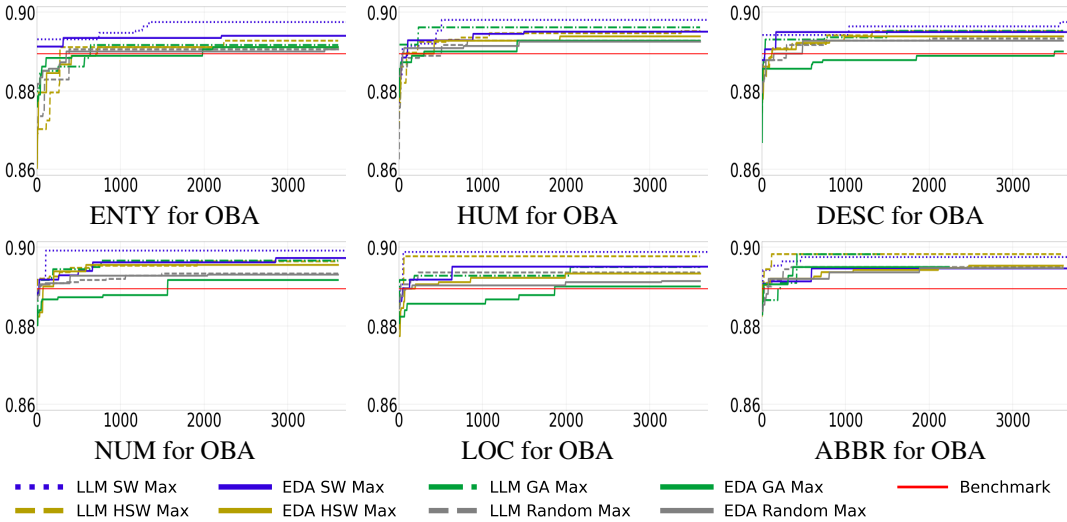 0.90 0.90 0.90
0.88 0.88 0.88
0.86 0.86 0.86
0 1000 2000 3000 0 1000 2000 3000 0 1000 2000 3000
ENTY for OBA HUM for OBA DESC for OBA
0.90 0.90 0.90
0.88 0.88 0.88
0.86 0.86 0.86
0 1000 2000 3000 0 1000 2000 3000 0 1000 2000 3000
NUM for OBA LOC for OBA ABBR for OBA
LLM SW Max EDA SW Max LLM GA Max EDA GA Max Benchmark
LLM HSW Max EDA HSW Max LLM Random Max EDA Random Max